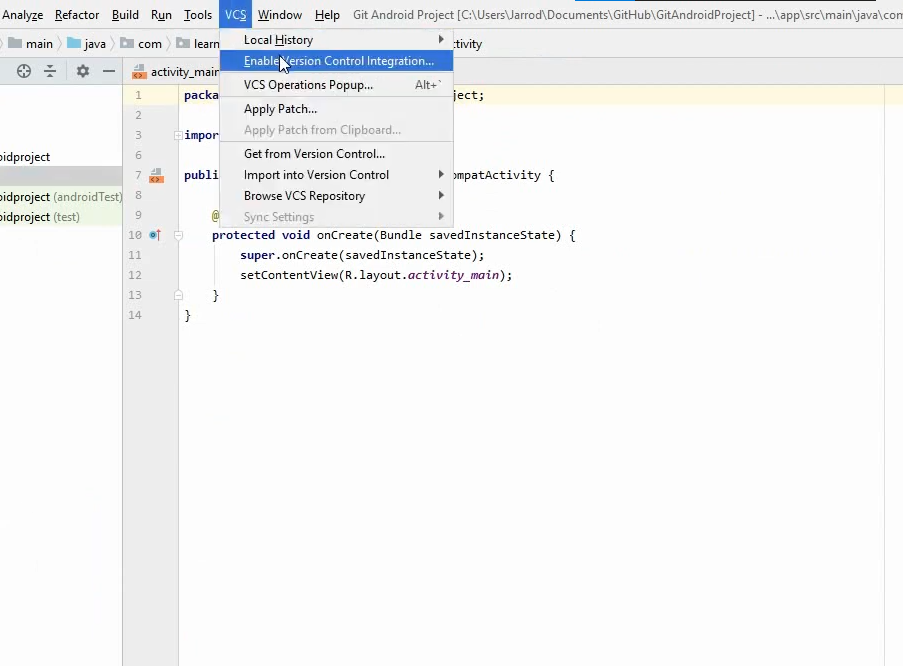 Analyze Refactor Build Run Tools VCS Window Help Git Android Project [C:\Users\Jarrod\Documents\GitHub\GitAndroidProject] - ...\app\src\main\java\com
main java com learn tivity
Local History
Enable Version Control Integration...
activity_main
VCS Operations Popup... Alt+`
1 packa ject;
Apply Patch...
2
Apply Patch from Clipboard...
3 impor
Get from Version Control...
6
oidproject
7 publi Import into Version Control ompatActivity {
oidproject (androidTest)
8 Browse VCS Repository
oidproject (test)
9 @ Sync Settings
10 protected void onCreate(Bundle savedInstanceState) {
11 super.onCreate(savedInstanceState);
12 setContentView(R.layout.activity_main);
13 }
14 }